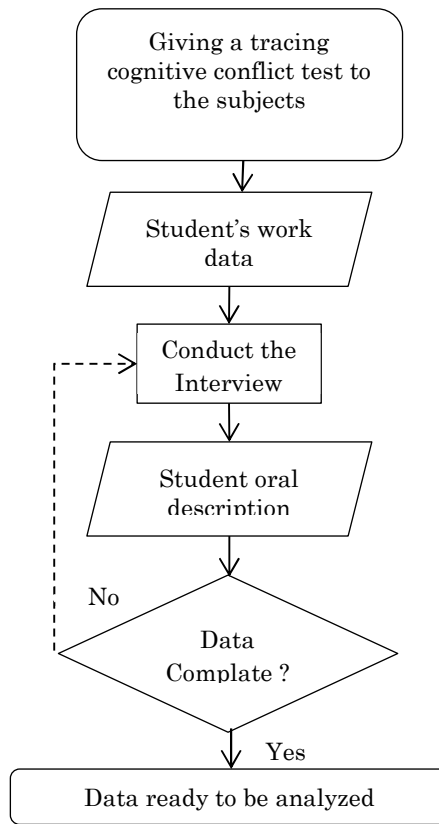 Giving a tracing
cognitive conflict test to
the subjects
Student’s work
data
Conduct the
Interview
Student oral
description
No
Data
Complate ?
Yes
Data ready to be analyzed